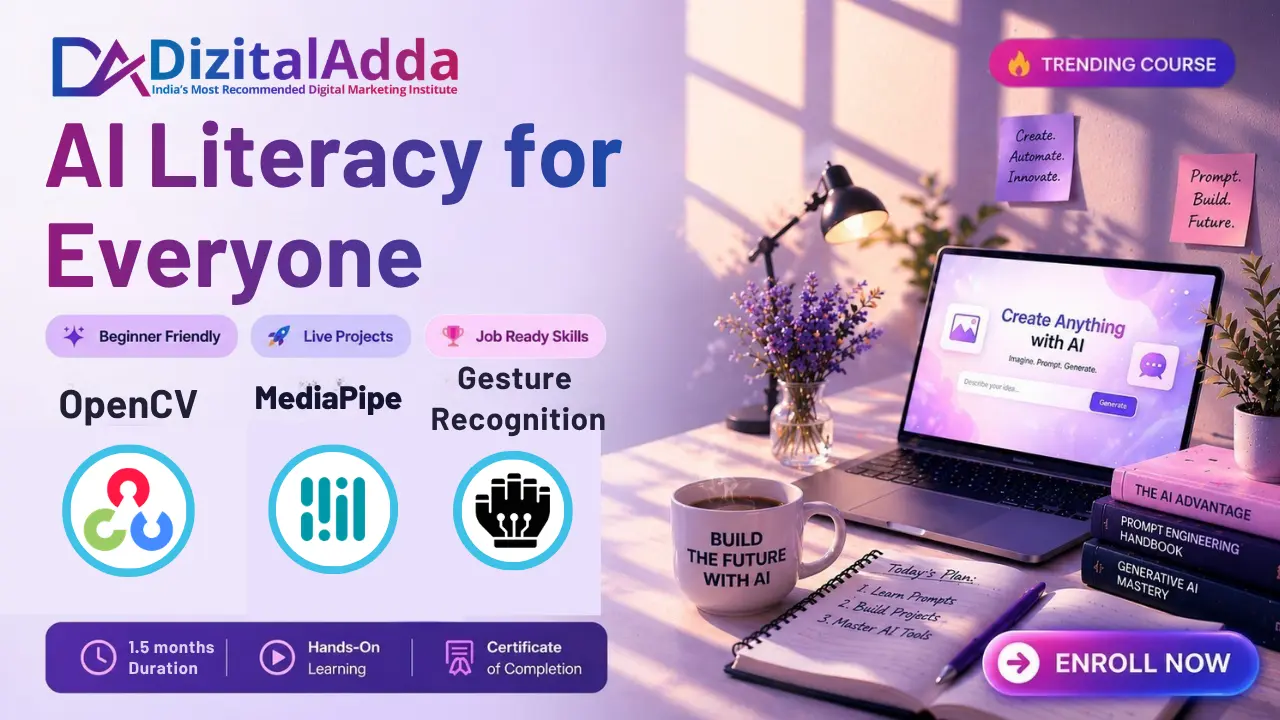 DizitalAdda
India's Most Recommended Digital Marketing Institute
TRENDING COURSE
AI Literacy for
Everyone
Beginner Friendly
Live Projects
Job Ready Skills
OpenCV
MediaPipe
Gesture
Recognition
1.5 months
Duration
Hands-On
Learning
Certificate
of Completion
Create.
Automate.
Innovate.
Prompt.
Build.
Future.
Create Anything
with AI
Imagine. Prompt. Generate.
Describe your idea...
Generate
BUILD
THE FUTURE
WITH AI
Today's Plan:
1. Learn Prompts
2. Build Projects
3. Master AI Tools
THE AI ADVANTAGE
PROMPT ENGINEERING
HANDBOOK
GENERATIVE AI
MASTERY
ENROLL NOW